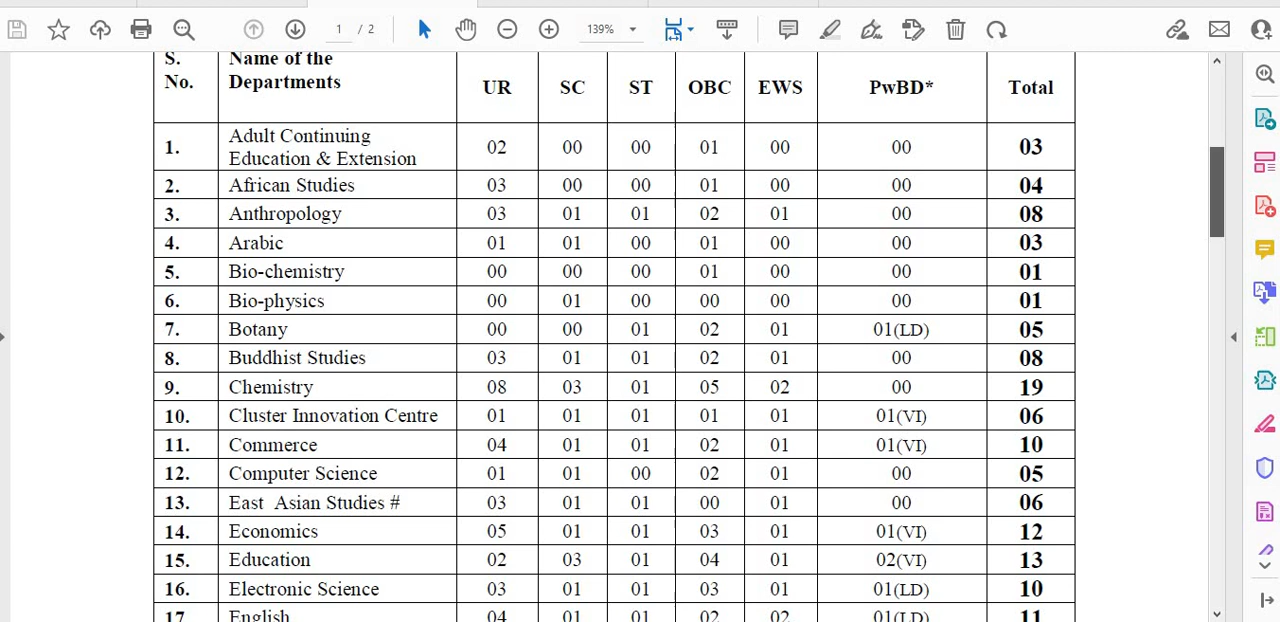 1 / 2
139%
S. No. Name of the Departments UR SC ST OBC EWS PwBD* Total
1. Adult Continuing Education & Extension 02 00 00 01 00 00 03
2. African Studies 03 00 00 01 00 00 04
3. Anthropology 03 01 01 02 01 00 08
4. Arabic 01 01 00 01 00 00 03
5. Bio-chemistry 00 00 00 01 00 00 01
6. Bio-physics 00 01 00 00 00 00 01
7. Botany 00 00 01 02 01 01(LD) 05
8. Buddhist Studies 03 01 01 02 01 00 08
9. Chemistry 08 03 01 05 02 00 19
10. Cluster Innovation Centre 01 01 01 01 01 01(VI) 06
11. Commerce 04 01 01 02 01 01(VI) 10
12. Computer Science 01 01 00 02 01 00 05
13. East Asian Studies # 03 01 01 00 01 00 06
14. Economics 05 01 01 03 01 01(VI) 12
15. Education 02 03 01 04 01 02(VI) 13
16. Electronic Science 03 01 01 03 01 01(LD) 10
17 English 04 01 01 02 02 01(LD) 11